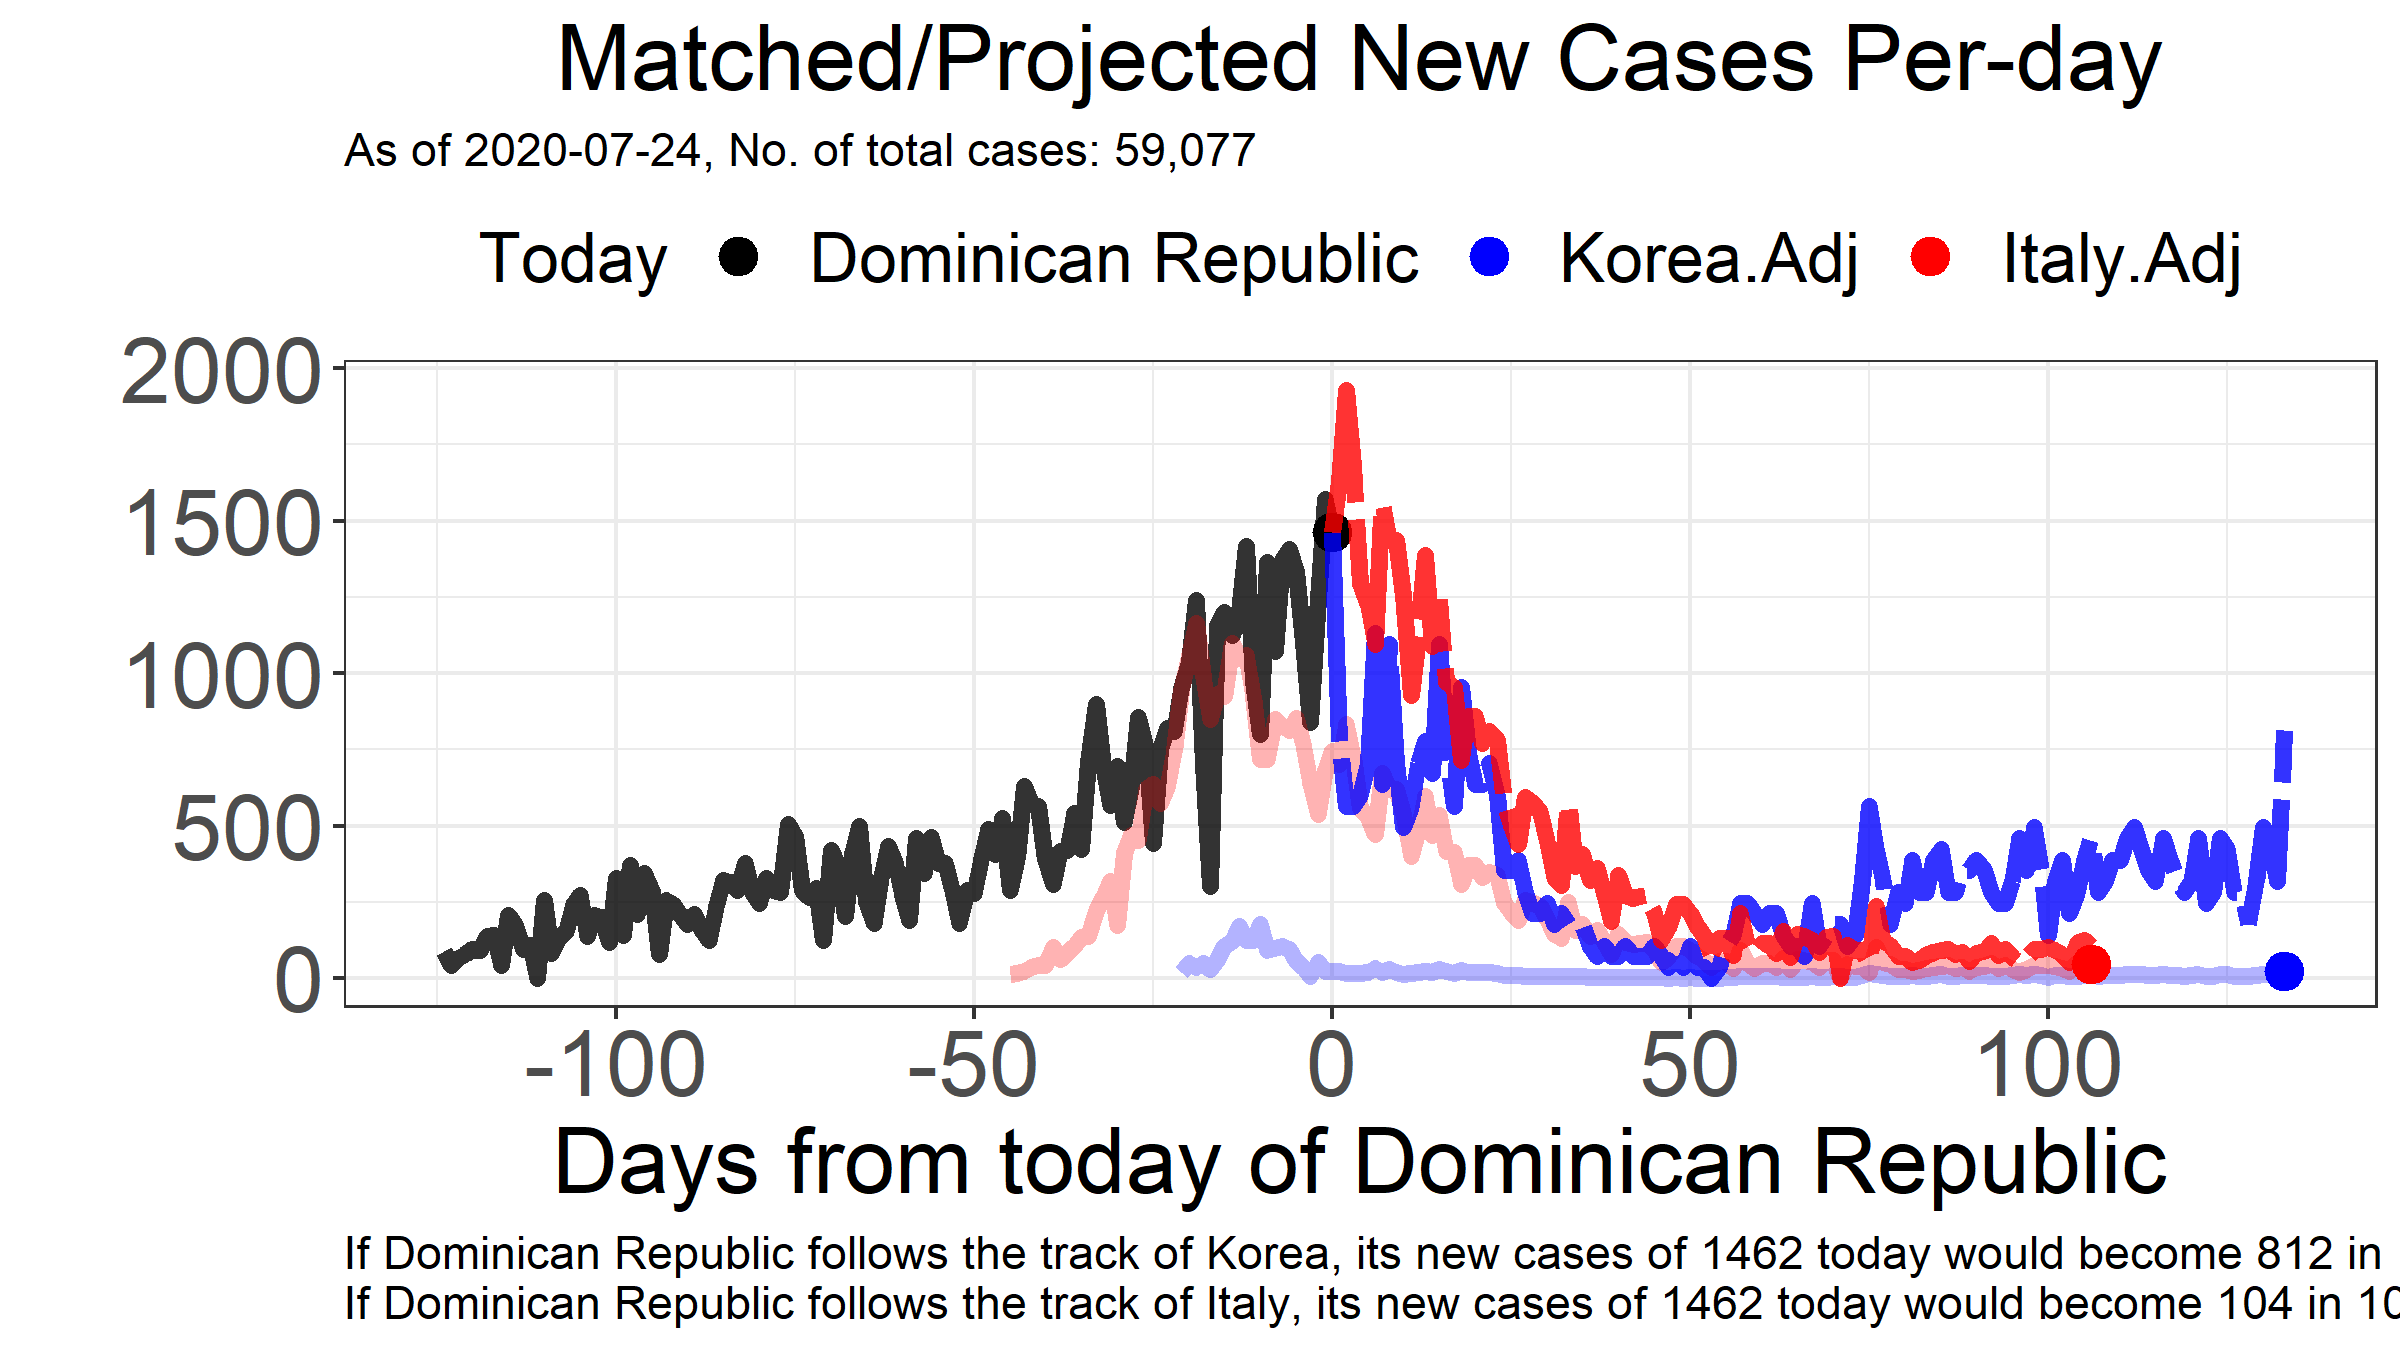 Matched/Projected New Cases Per-day
As of 2020-07-24, No. of total cases: 59,077
Today Dominican Republic Korea.Adj Italy.Adj
2000
1500
1000
500
0
-100 -50 0 50 100
Days from today of Dominican Republic
If Dominican Republic follows the track of Korea, its new cases of 1462 today would become 812 in
If Dominican Republic follows the track of Italy, its new cases of 1462 today would become 104 in